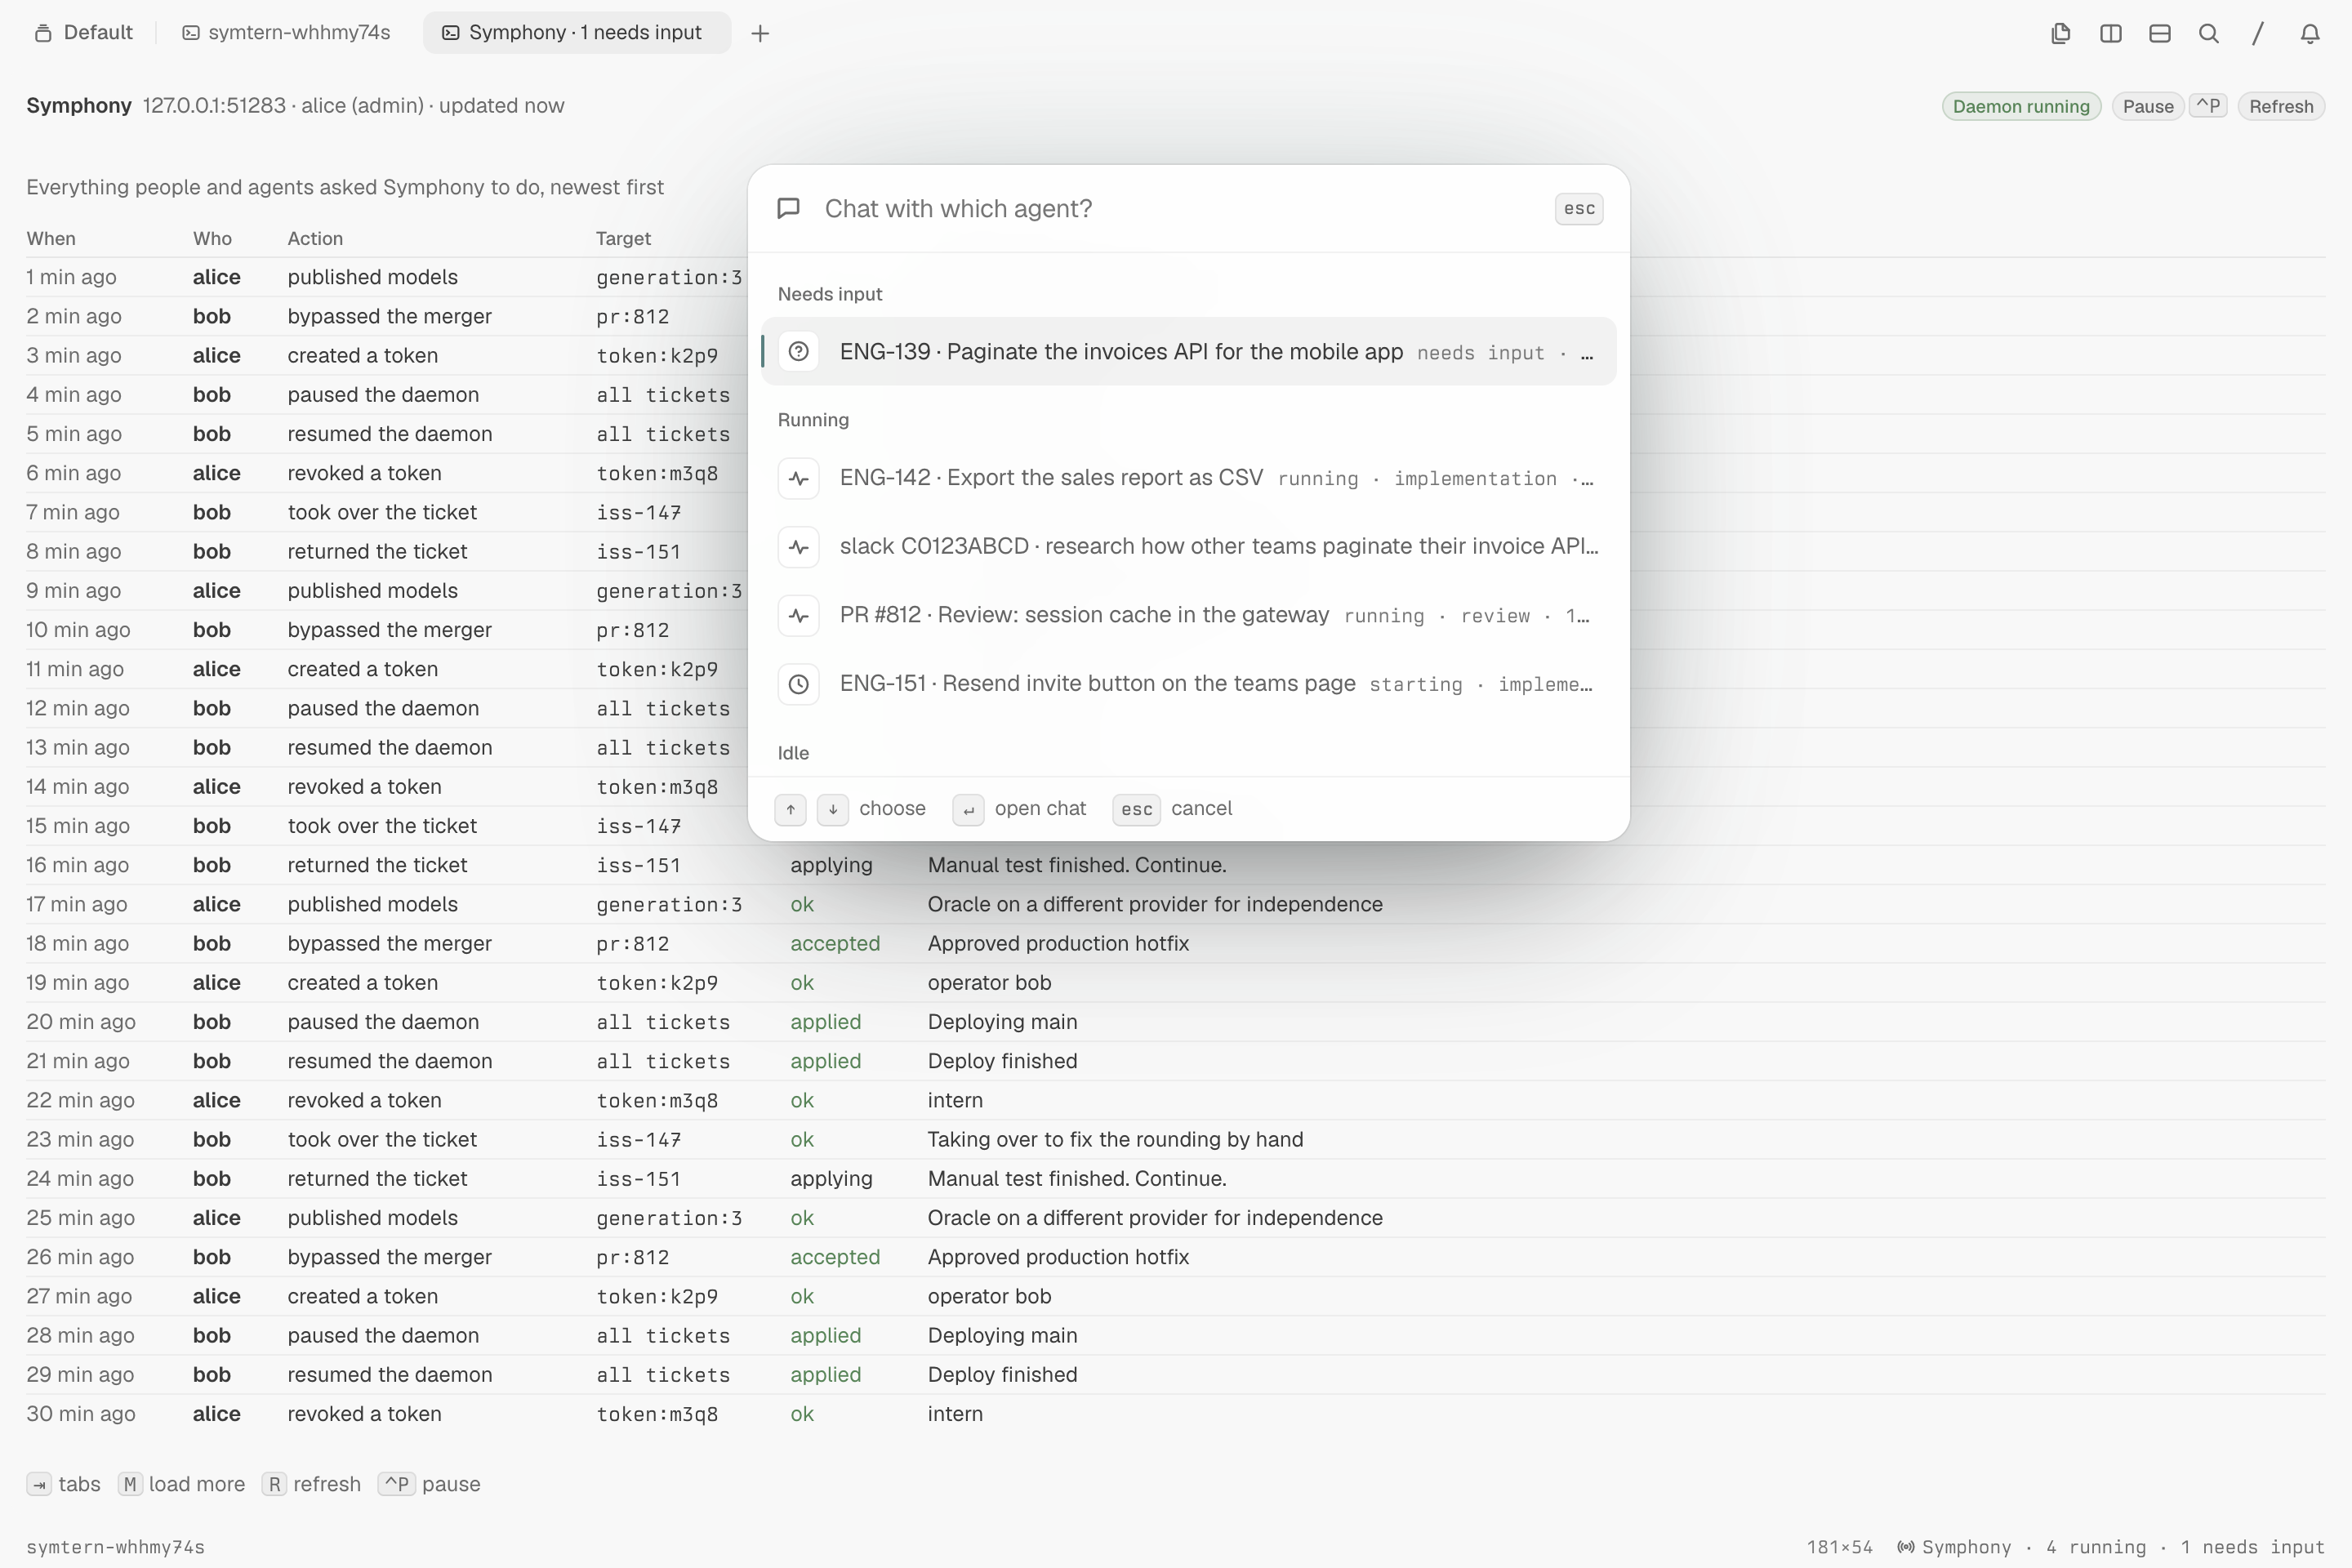 Default symtern-whhmy74s Symphony · 1 needs input
Symphony 127.0.0.1:51283 · alice (admin) · updated now Daemon running Pause ^P Refresh
Everything people and agents asked Symphony to do, newest first
When Who Action Target
1 min ago alice published models generation:3
2 min ago bob bypassed the merger pr:812
3 min ago alice created a token token:k2p9
4 min ago bob paused the daemon all tickets
5 min ago bob resumed the daemon all tickets
6 min ago alice revoked a token token:m3q8
7 min ago bob took over the ticket iss-147
8 min ago bob returned the ticket iss-151
9 min ago alice published models generation:3
10 min ago bob bypassed the merger pr:812
11 min ago alice created a token token:k2p9
12 min ago bob paused the daemon all tickets
13 min ago bob resumed the daemon all tickets
14 min ago alice revoked a token token:m3q8
15 min ago bob took over the ticket iss-147
16 min ago bob returned the ticket iss-151 applying Manual test finished. Continue.
17 min ago alice published models generation:3 ok Oracle on a different provider for independence
18 min ago bob bypassed the merger pr:812 accepted Approved production hotfix
19 min ago alice created a token token:k2p9 ok operator bob
20 min ago bob paused the daemon all tickets applied Deploying main
21 min ago bob resumed the daemon all tickets applied Deploy finished
22 min ago alice revoked a token token:m3q8 ok intern
23 min ago bob took over the ticket iss-147 ok Taking over to fix the rounding by hand
24 min ago bob returned the ticket iss-151 applying Manual test finished. Continue.
25 min ago alice published models generation:3 ok Oracle on a different provider for independence
26 min ago bob bypassed the merger pr:812 accepted Approved production hotfix
27 min ago alice created a token token:k2p9 ok operator bob
28 min ago bob paused the daemon all tickets applied Deploying main
29 min ago bob resumed the daemon all tickets applied Deploy finished
30 min ago alice revoked a token token:m3q8 ok intern
Chat with which agent? esc
Needs input
ENG-139 · Paginate the invoices API for the mobile app needs input · …
Running
ENG-142 · Export the sales report as CSV running · implementation ·…
slack C0123ABCD · research how other teams paginate their invoice API…
PR #812 · Review: session cache in the gateway running · review · 1…
ENG-151 · Resend invite button on the teams page starting · impleme…
Idle
↑ ↓ choose ↵ open chat esc cancel
⇥ tabs M load more R refresh ^P pause
symtern-whhmy74s 181×54 Symphony · 4 running · 1 needs input